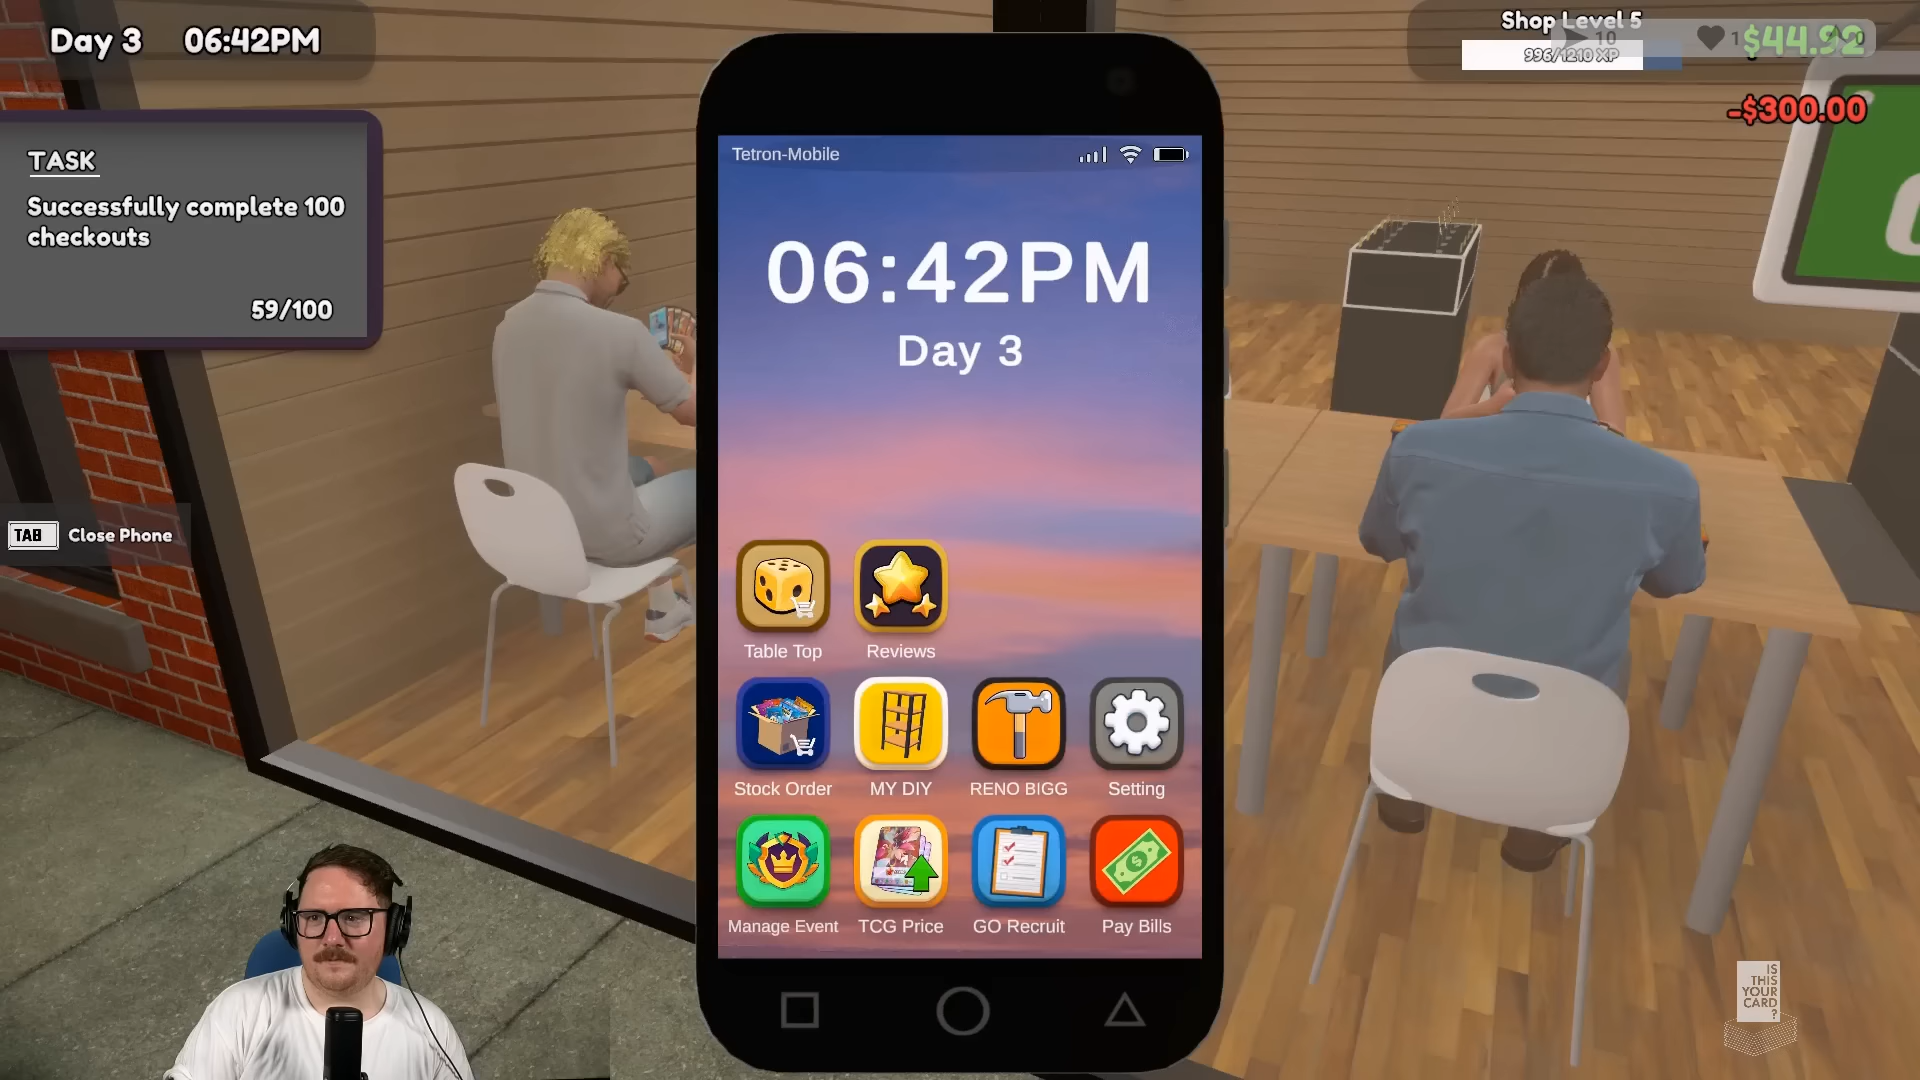 Day 3 06:42PM
Shop Level 5
996/1210 XP
10
1
$44.92
-$300.00
TASK
Successfully complete 100
checkouts
59/100
TAB Close Phone
Tetron-Mobile
06:42PM
Day 3
Table Top Reviews
Stock Order MY DIY RENO BIGG Setting
Manage Event TCG Price GO Recruit Pay Bills
IS
THIS
YOUR
CARD
?